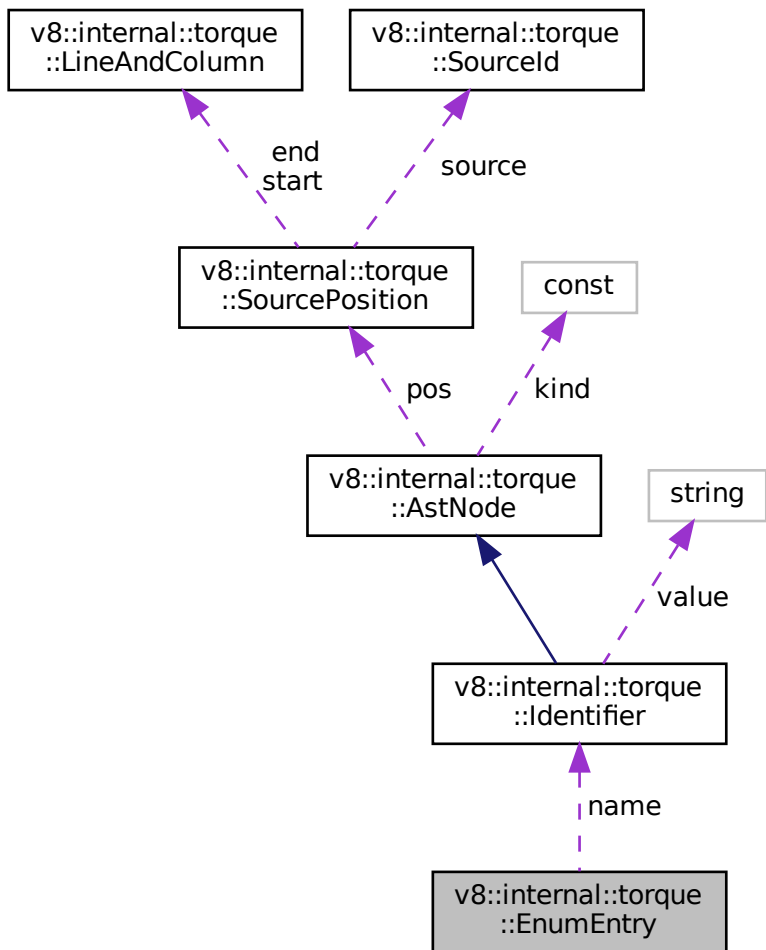 v8::internal::torque
::LineAndColumn
v8::internal::torque
::SourceId
end
start
source
v8::internal::torque
::SourcePosition
const
pos
kind
v8::internal::torque
::AstNode
string
value
v8::internal::torque
::Identifier
name
v8::internal::torque
::EnumEntry